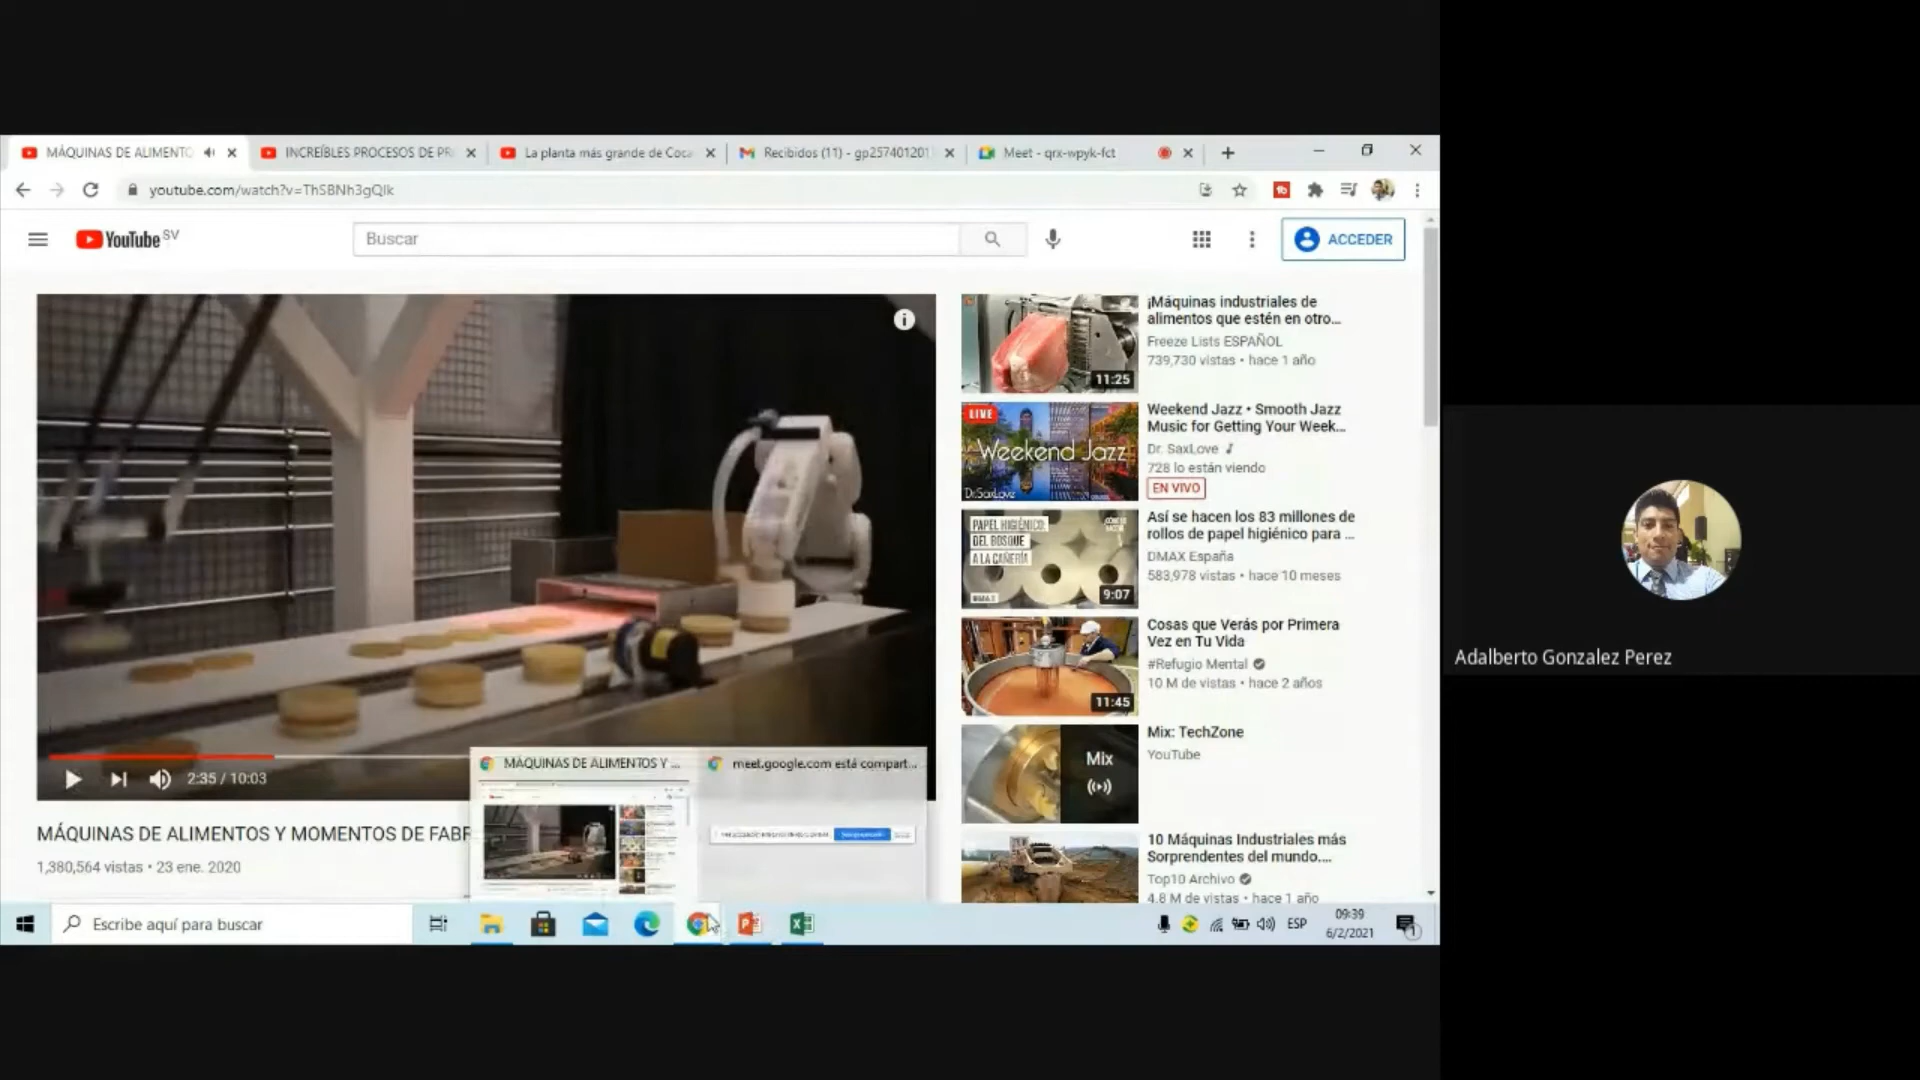 MÁQUINAS DE ALIMENTO
INCREÍBLES PROCESOS DE PR
La planta más grande de Coca
Recibidos (11) - gp257401201
Meet - qrx-wpyk-fct
youtube.com/watch?v=ThSBNh3gQIk
YouTube SV
Buscar
ACCEDER
2:35 / 10:03
MÁQUINAS DE ALIMENTOS Y MOMENTOS DE FABR
1,380,564 vistas • 23 ene. 2020
MÁQUINAS DE ALIMENTOS Y ...
meet.google.com está compart...
11:25
¡Máquinas industriales de
alimentos que estén en otro...
Freeze Lists ESPAÑOL
739,730 vistas • hace 1 año
LIVE
Weekend Jazz
Dr.SaxLove
Weekend Jazz • Smooth Jazz
Music for Getting Your Week...
Dr. SaxLove
728 lo están viendo
EN VIVO
PAPEL HIGIÉNICO:
DEL BOSQUE
A LA CAÑERÍA
DMAX
9:07
Así se hacen los 83 millones de
rollos de papel higiénico para ...
DMAX España
583,978 vistas • hace 10 meses
11:45
Cosas que Verás por Primera
Vez en Tu Vida
#Refugio Mental
10 M de vistas • hace 2 años
Mix
Mix: TechZone
YouTube
10 Máquinas Industriales más
Sorprendentes del mundo....
Top10 Archivo
4.8 M de vistas • hace 1 año
Escribe aquí para buscar
ESP
09:39
6/2/2021
1
Adalberto Gonzalez Perez